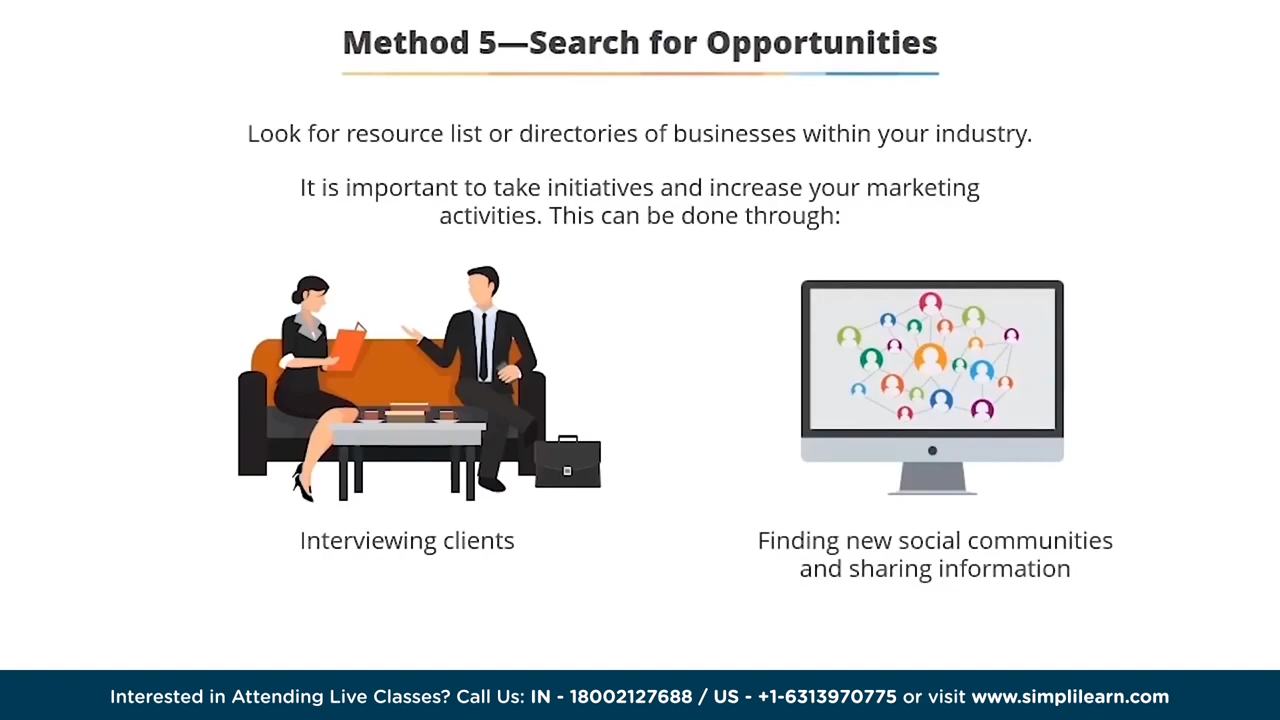 Method 5—Search for Opportunities
Look for resource list or directories of businesses within your industry.
It is important to take initiatives and increase your marketing
activities. This can be done through:
Interviewing clients
Finding new social communities
and sharing information
Interested in Attending Live Classes? Call Us: IN - 18002127688 / US - +1-6313970775 or visit www.simplilearn.com